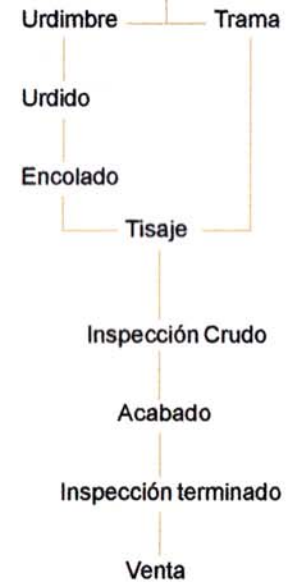 Urdimbre Trama
Urdido
Encolado
Tisaje
Inspección Crudo
Acabado
Inspección terminado
Venta